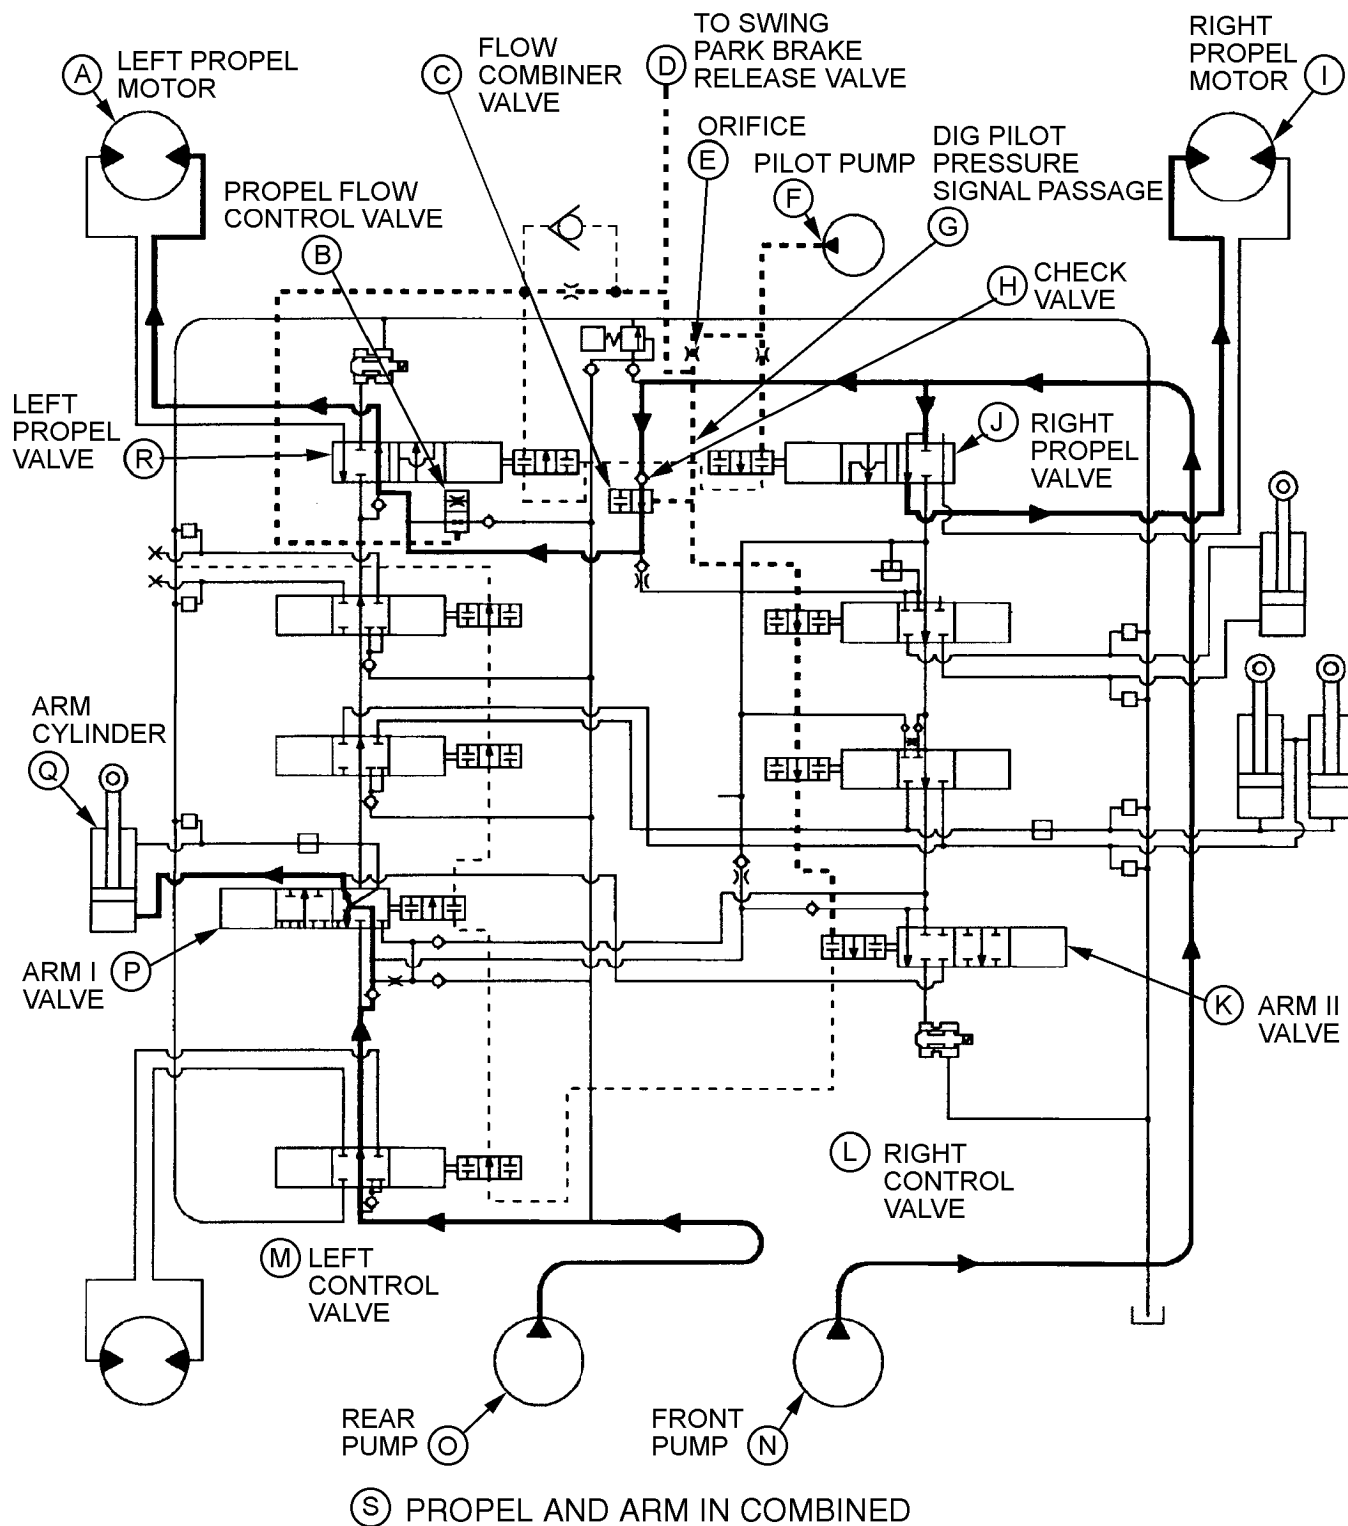 A
LEFT PROPEL
MOTOR
C
FLOW
COMBINER
VALVE
D
TO SWING
PARK BRAKE
RELEASE VALVE
RIGHT
PROPEL
MOTOR
I
ORIFICE
E
PILOT PUMP
F
DIG PILOT
PRESSURE
SIGNAL PASSAGE
G
PROPEL FLOW
CONTROL VALVE
B
H
CHECK
VALVE
LEFT
PROPEL
VALVE
R
J
RIGHT
PROPEL
VALVE
ARM
CYLINDER
Q
ARM I
VALVE
P
K
ARM II
VALVE
L
RIGHT
CONTROL
VALVE
M
LEFT
CONTROL
VALVE
REAR
PUMP
O
FRONT
PUMP
N
S PROPEL AND ARM IN COMBINED